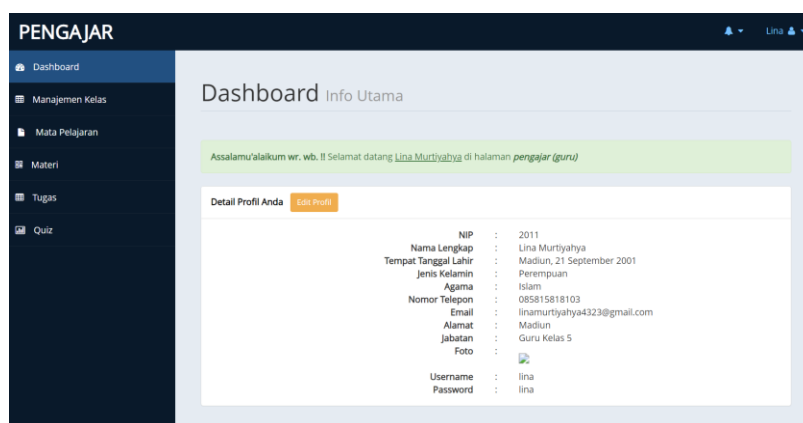 PENGAJAR
Lina
Dashboard
Manajemen Kelas
Mata Pelajaran
Materi
Tugas
Quiz
Dashboard Info Utama
Assalamu'alaikum wr. wb. !! Selamat datang Lina Murtiyahya di halaman pengajar (guru)
Detail Profil Anda Edit Profil
NIP : 2011
Nama Lengkap : Lina Murtiyahya
Tempat Tanggal Lahir : Madiun, 21 September 2001
Jenis Kelamin : Perempuan
Agama : Islam
Nomor Telepon : 085815818103
Email : linamurtiyahya4323@gmail.com
Alamat : Madiun
Jabatan : Guru Kelas 5
Foto :
Username : lina
Password : lina